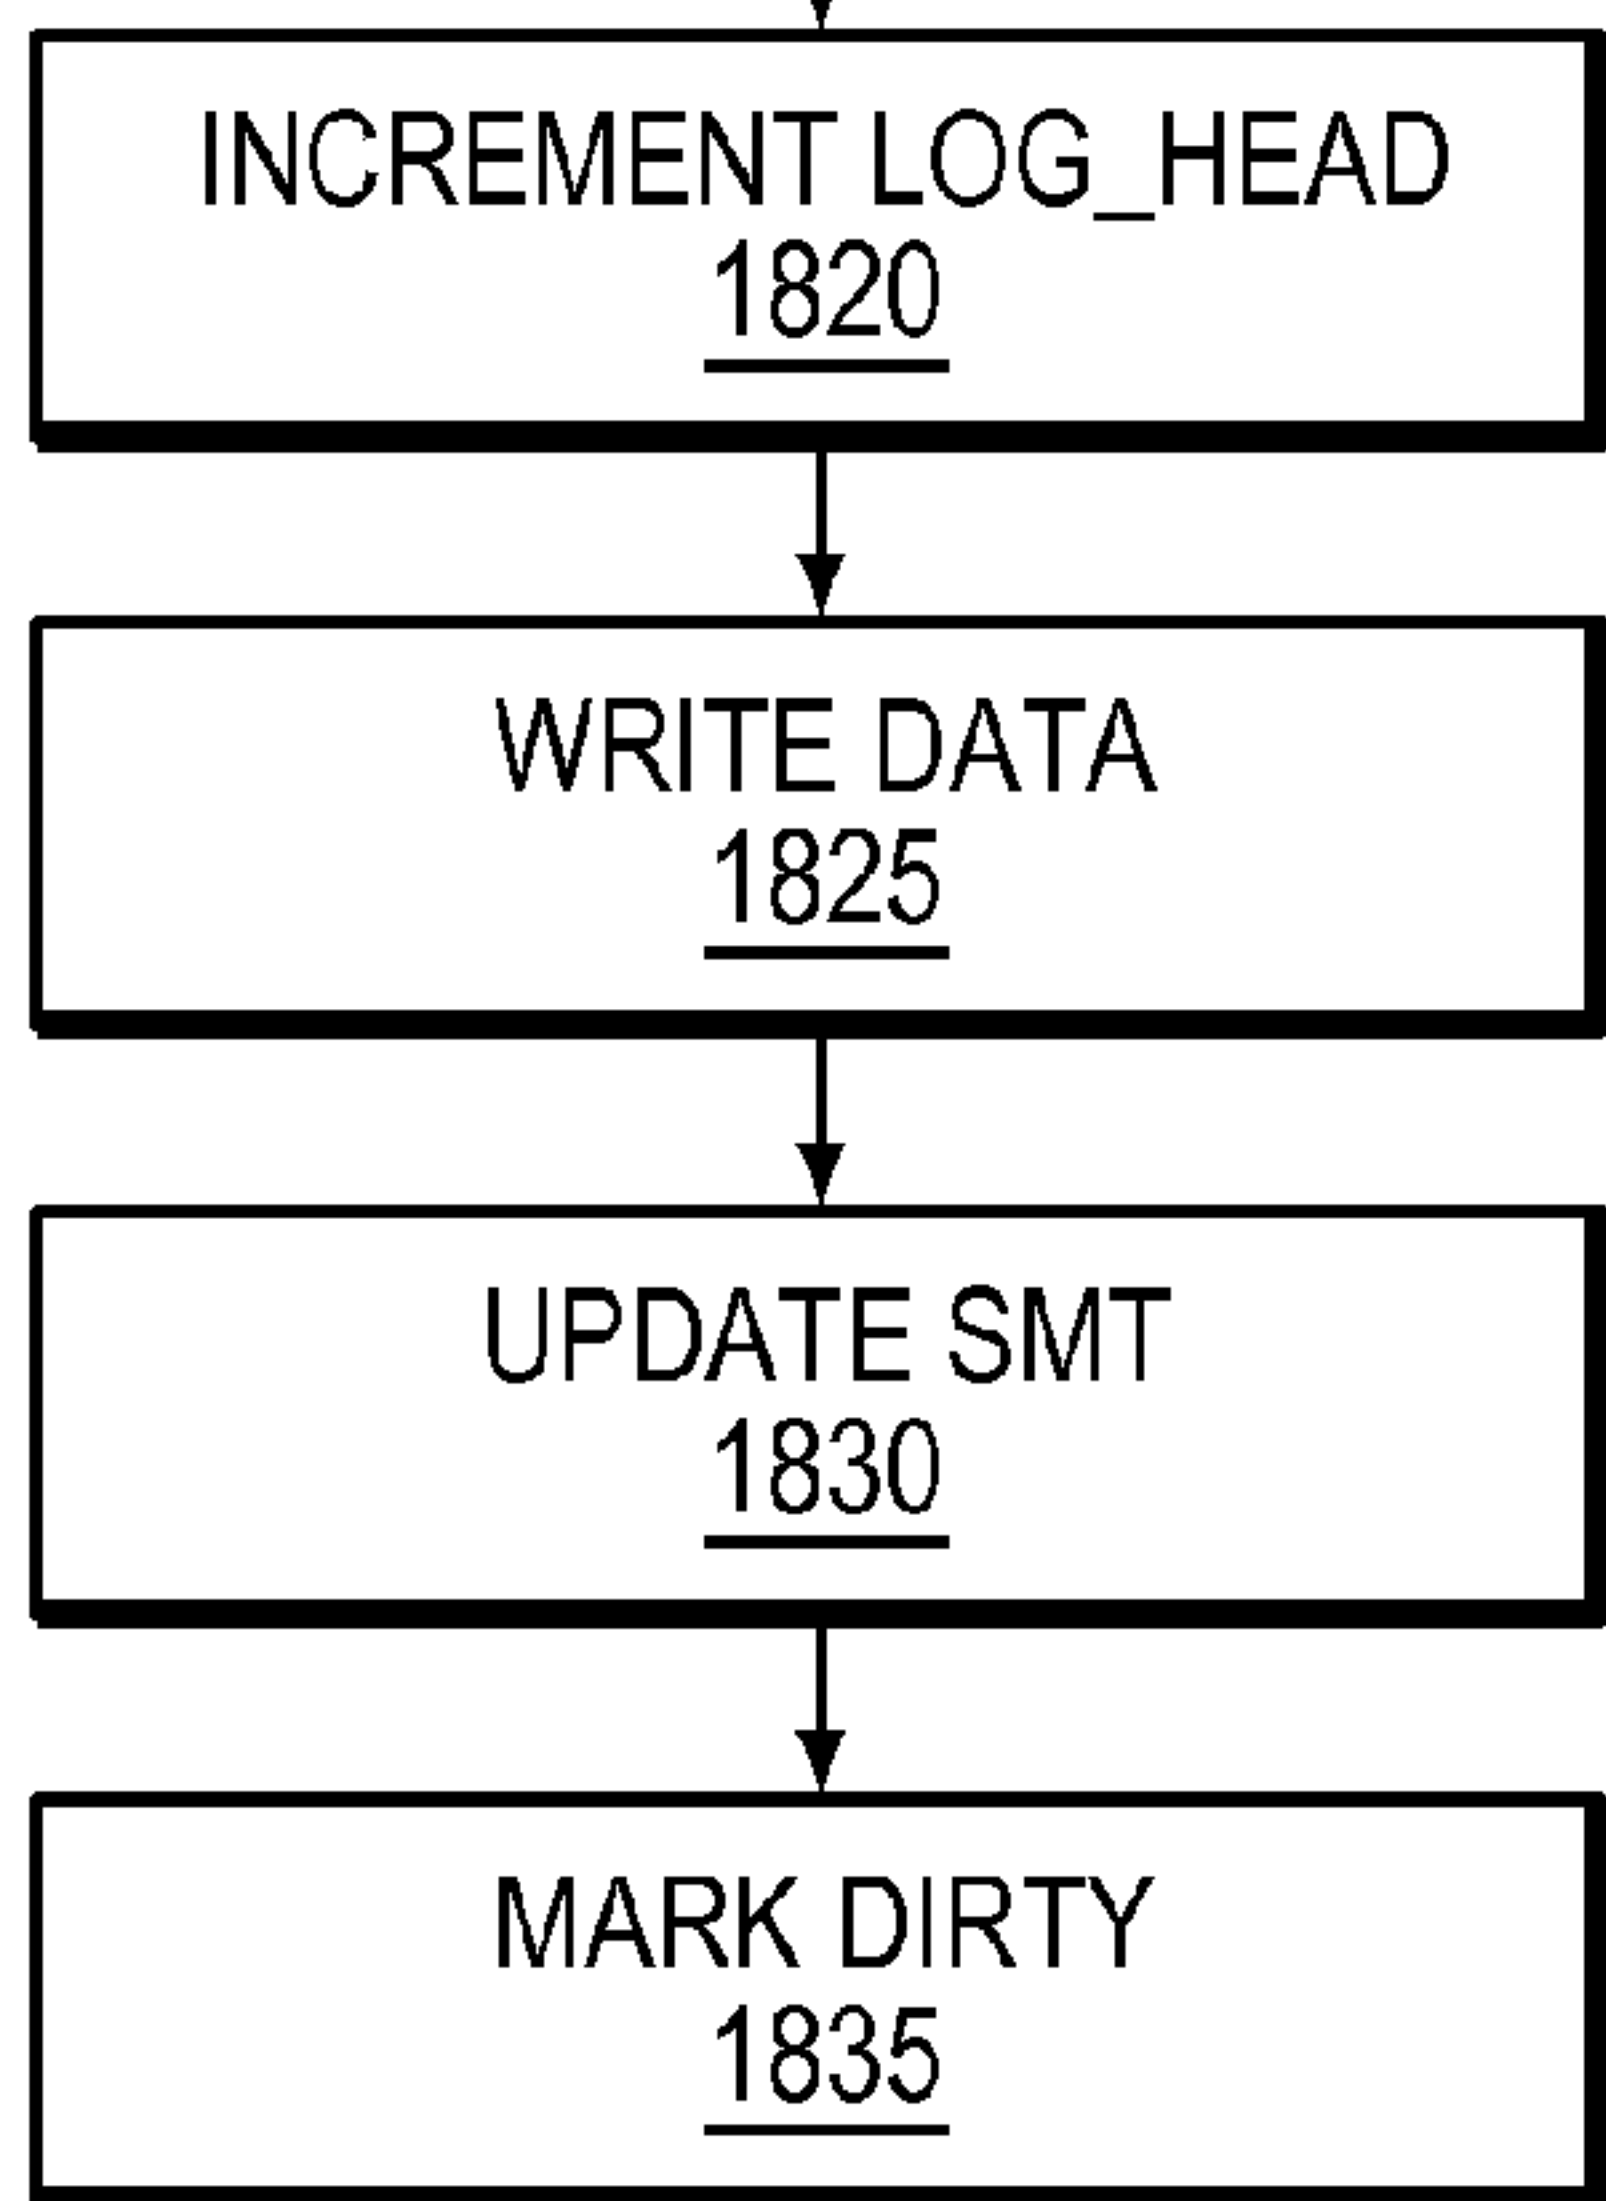 INCREMENT LOG_HEAD
1820
WRITE DATA
1825
UPDATE SMT
1830
MARK DIRTY
1835